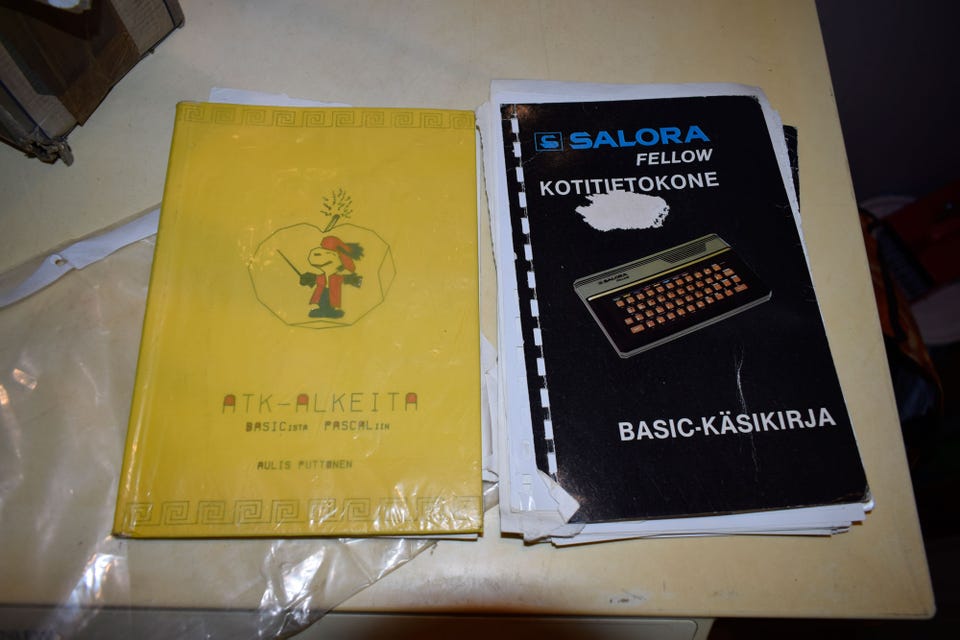 ATK-ALKEITA
BASICista PASCALiin
AULIS PUTTONEN
SALORA
FELLOW
KOTITIETOKONE
SALORA
BASIC-KÄSIKIRJA